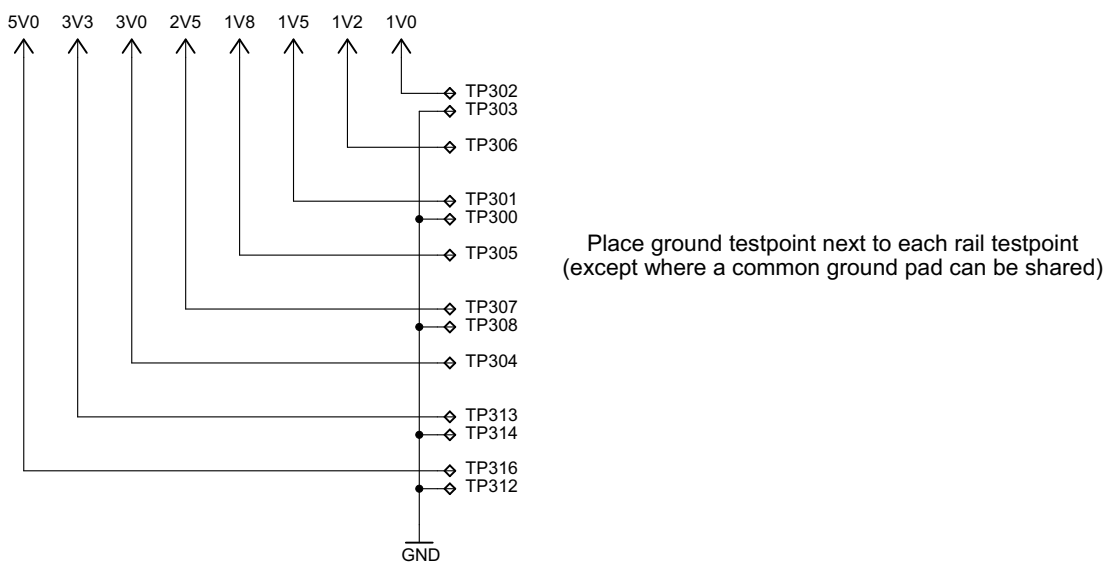 5V0 3V3 3V0 2V5 1V8 1V5 1V2 1V0
TP302
TP303
TP306
TP301
TP300
TP305
TP307
TP308
TP304
TP313
TP314
TP316
TP312
GND
Place ground testpoint next to each rail testpoint
(except where a common ground pad can be shared)